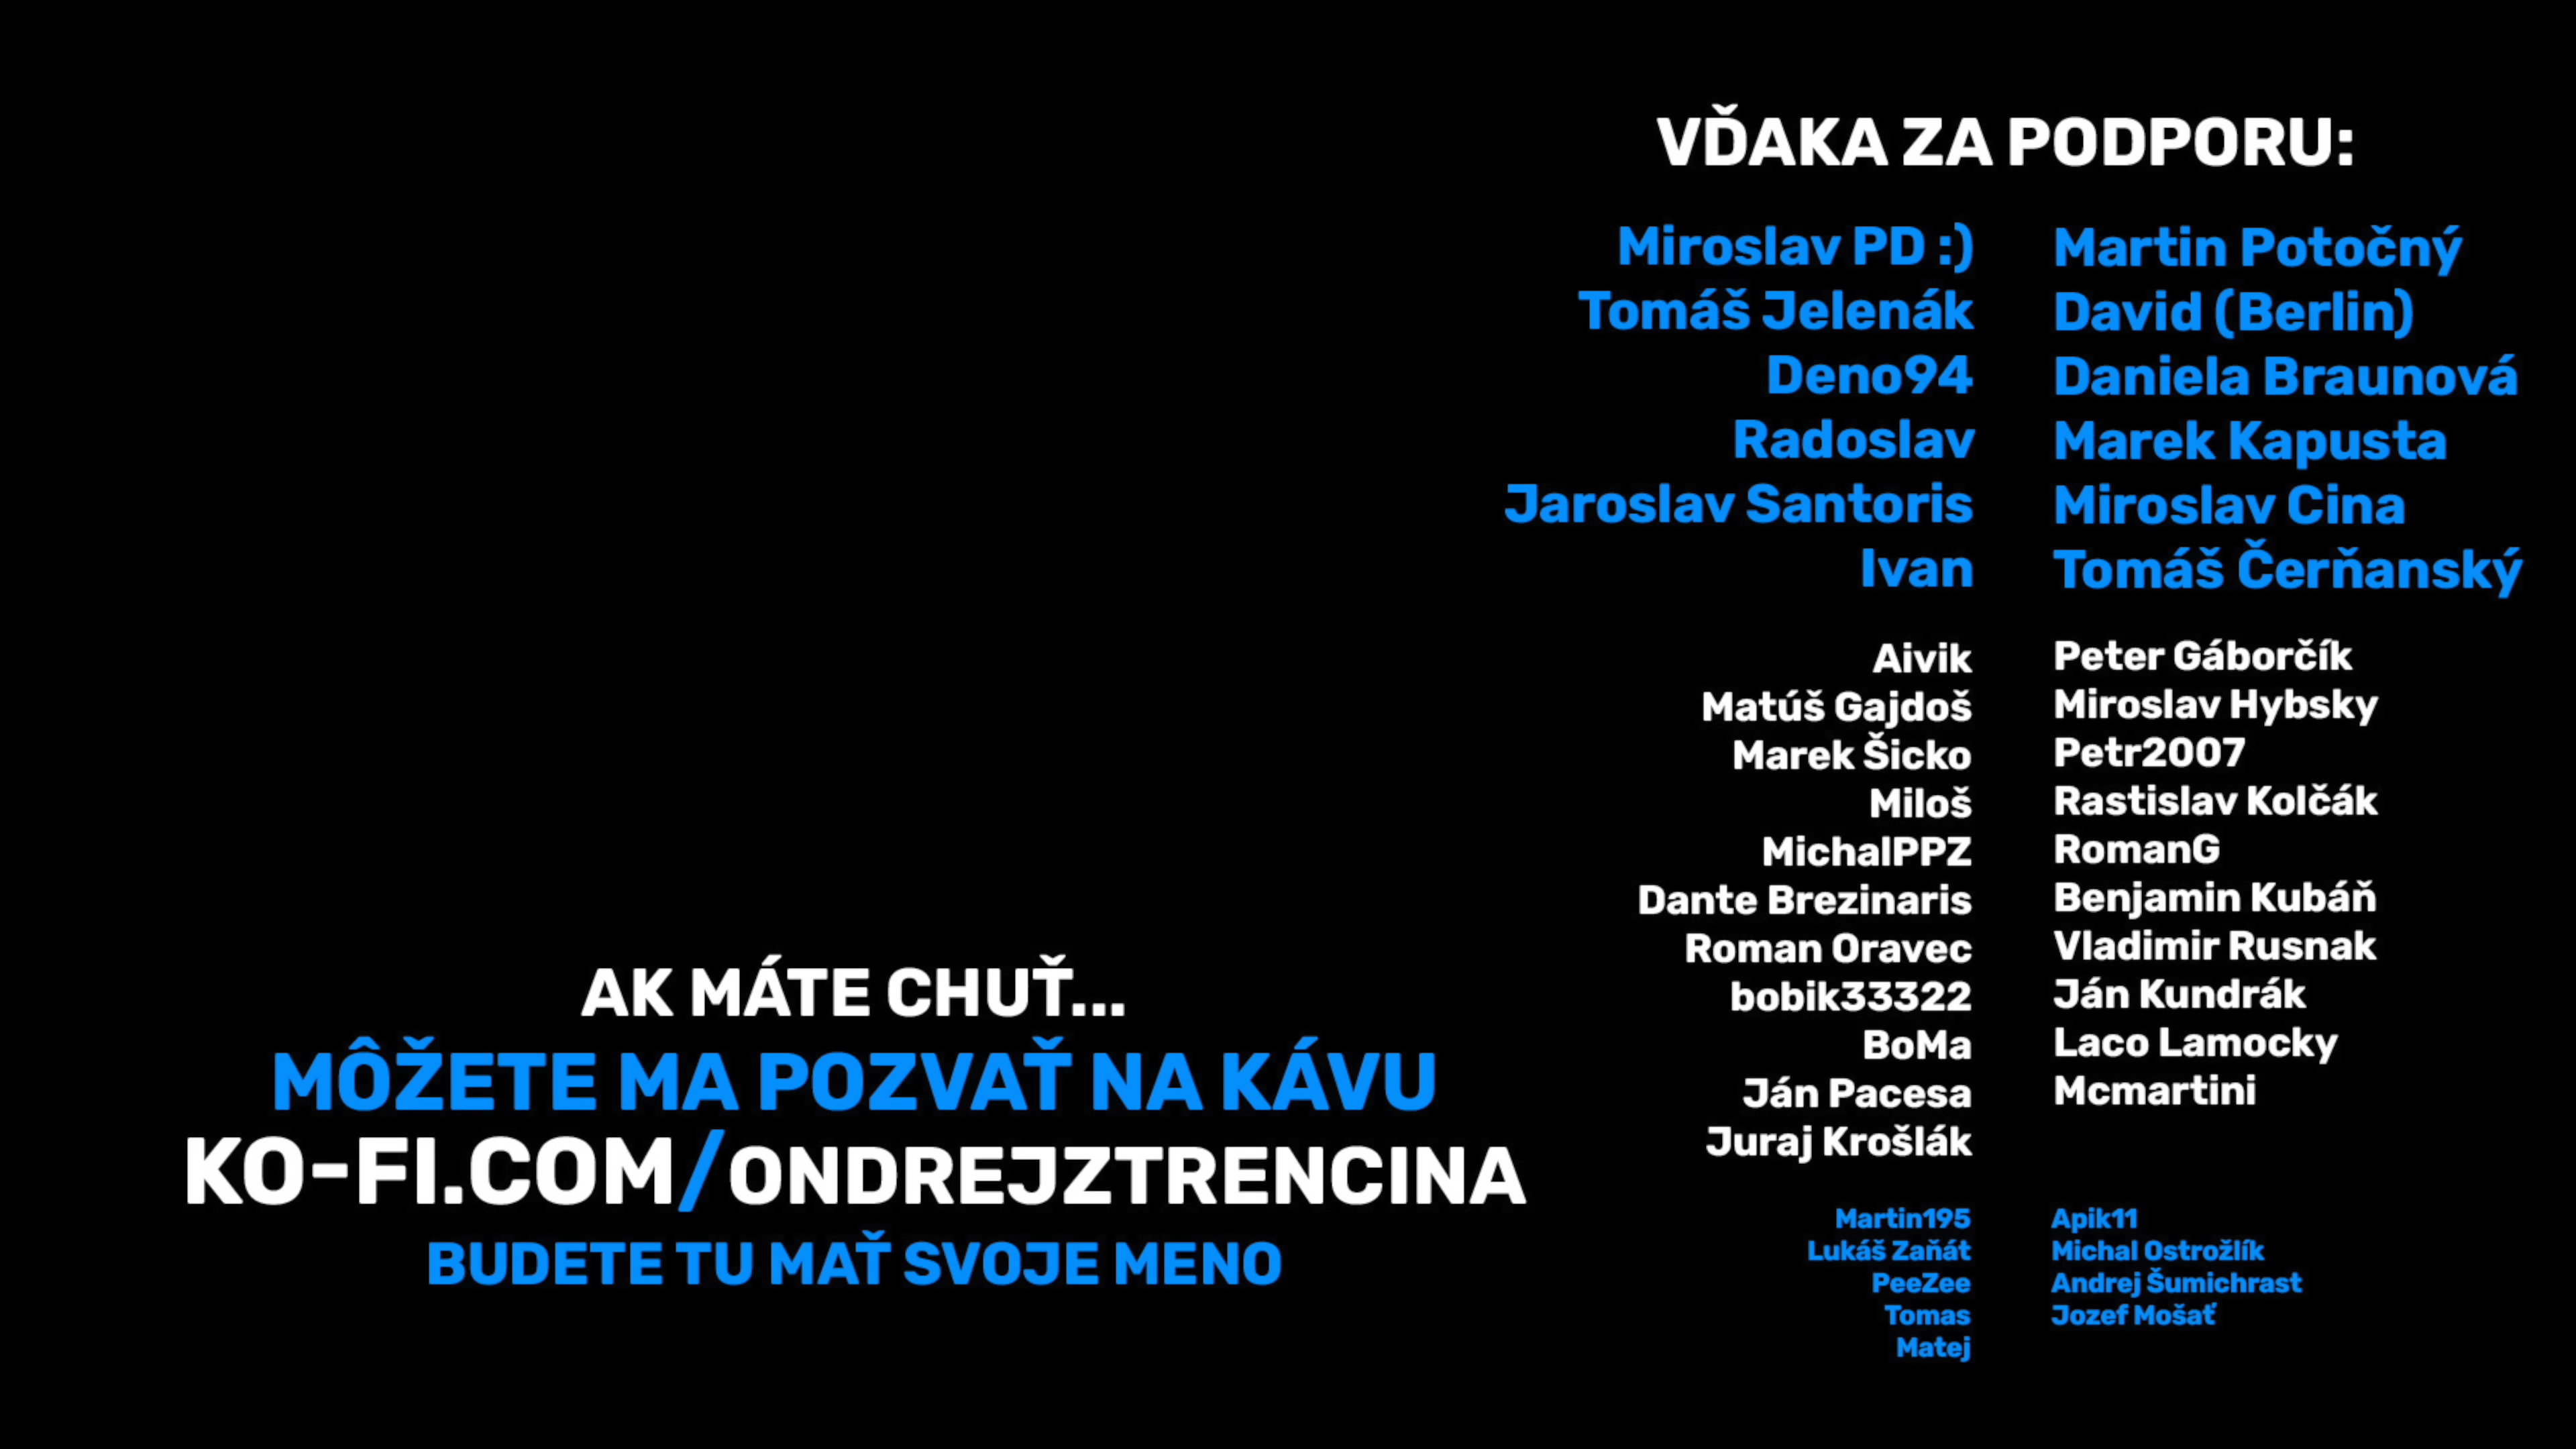 VĎAKA ZA PODPORU:
Miroslav PD :)
Tomáš Jelenák
Deno94
Radoslav
Jaroslav Santoris
Ivan
Martin Potočný
David (Berlin)
Daniela Braunová
Marek Kapusta
Miroslav Cina
Tomáš Čerňanský
Aivik
Matúš Gajdoš
Marek Šicko
Miloš
MichalPPZ
Dante Brezinaris
Roman Oravec
bobik33322
BoMa
Ján Pacesa
Juraj Krošlák
Peter Gáborčík
Miroslav Hybsky
Petr2007
Rastislav Kolčák
RomanG
Benjamin Kubáň
Vladimir Rusnak
Ján Kundrák
Laco Lamocky
Mcmartini
Martin195
Lukáš Zaňát
PeeZee
Tomas
Matej
Apik11
Michal Ostrožlík
Andrej Šumichrast
Jozef Mošať
AK MÁTE CHUŤ...
MÔŽETE MA POZVAŤ NA KÁVU
KO-FI.COM/ONDREJZTRENCINA
BUDETE TU MAŤ SVOJE MENO